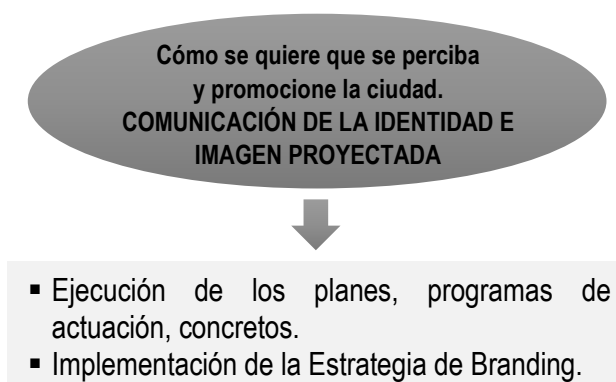 Cómo se quiere que se perciba
y promocione la ciudad.
COMUNICACIÓN DE LA IDENTIDAD E
IMAGEN PROYECTADA
▪ Ejecución de los planes, programas de
actuación, concretos.
▪ Implementación de la Estrategia de Branding.